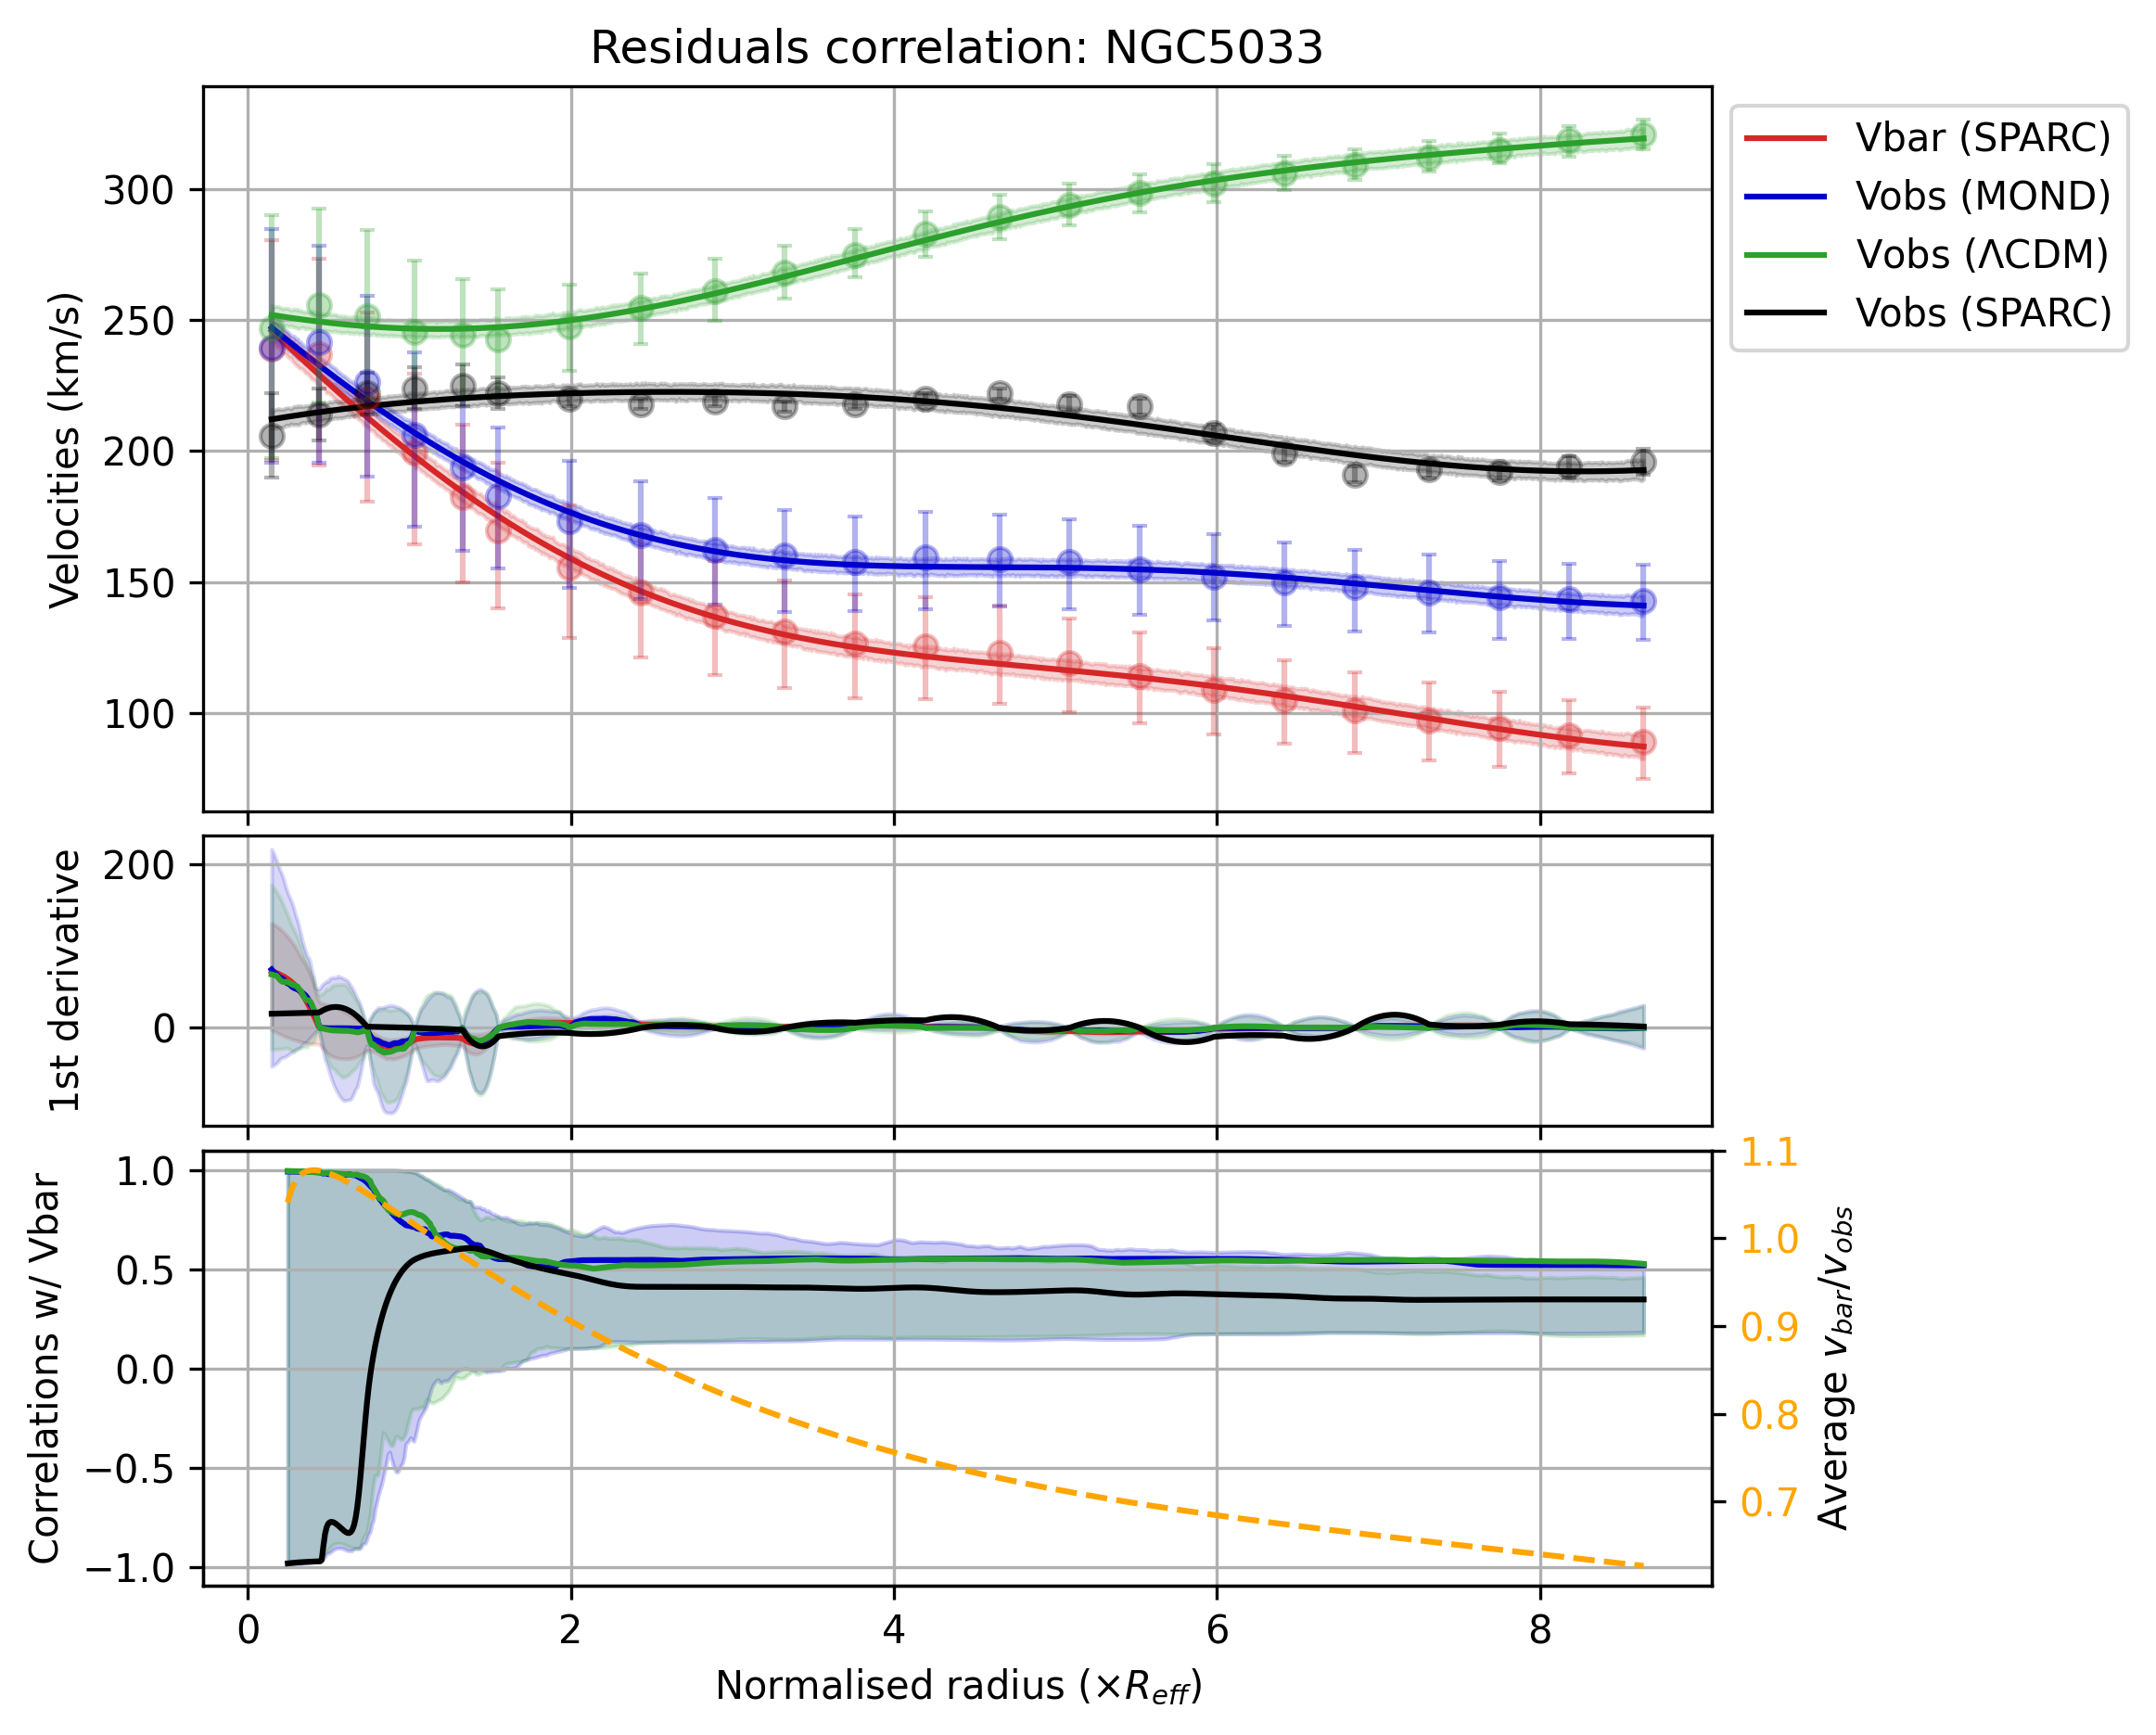 Residuals correlation: NGC5033
Velocities (km/s)
300
250
200
150
100
Vbar (SPARC)
Vobs (MOND)
Vobs (ΛCDM)
Vobs (SPARC)
1st derivative
200
0
Correlations w/ Vbar
1.0
0.5
0.0
−0.5
−1.0
1.1
1.0
0.9
0.8
0.7
Average v_bar/v_obs
0 2 4 6 8
Normalised radius (×R_eff)